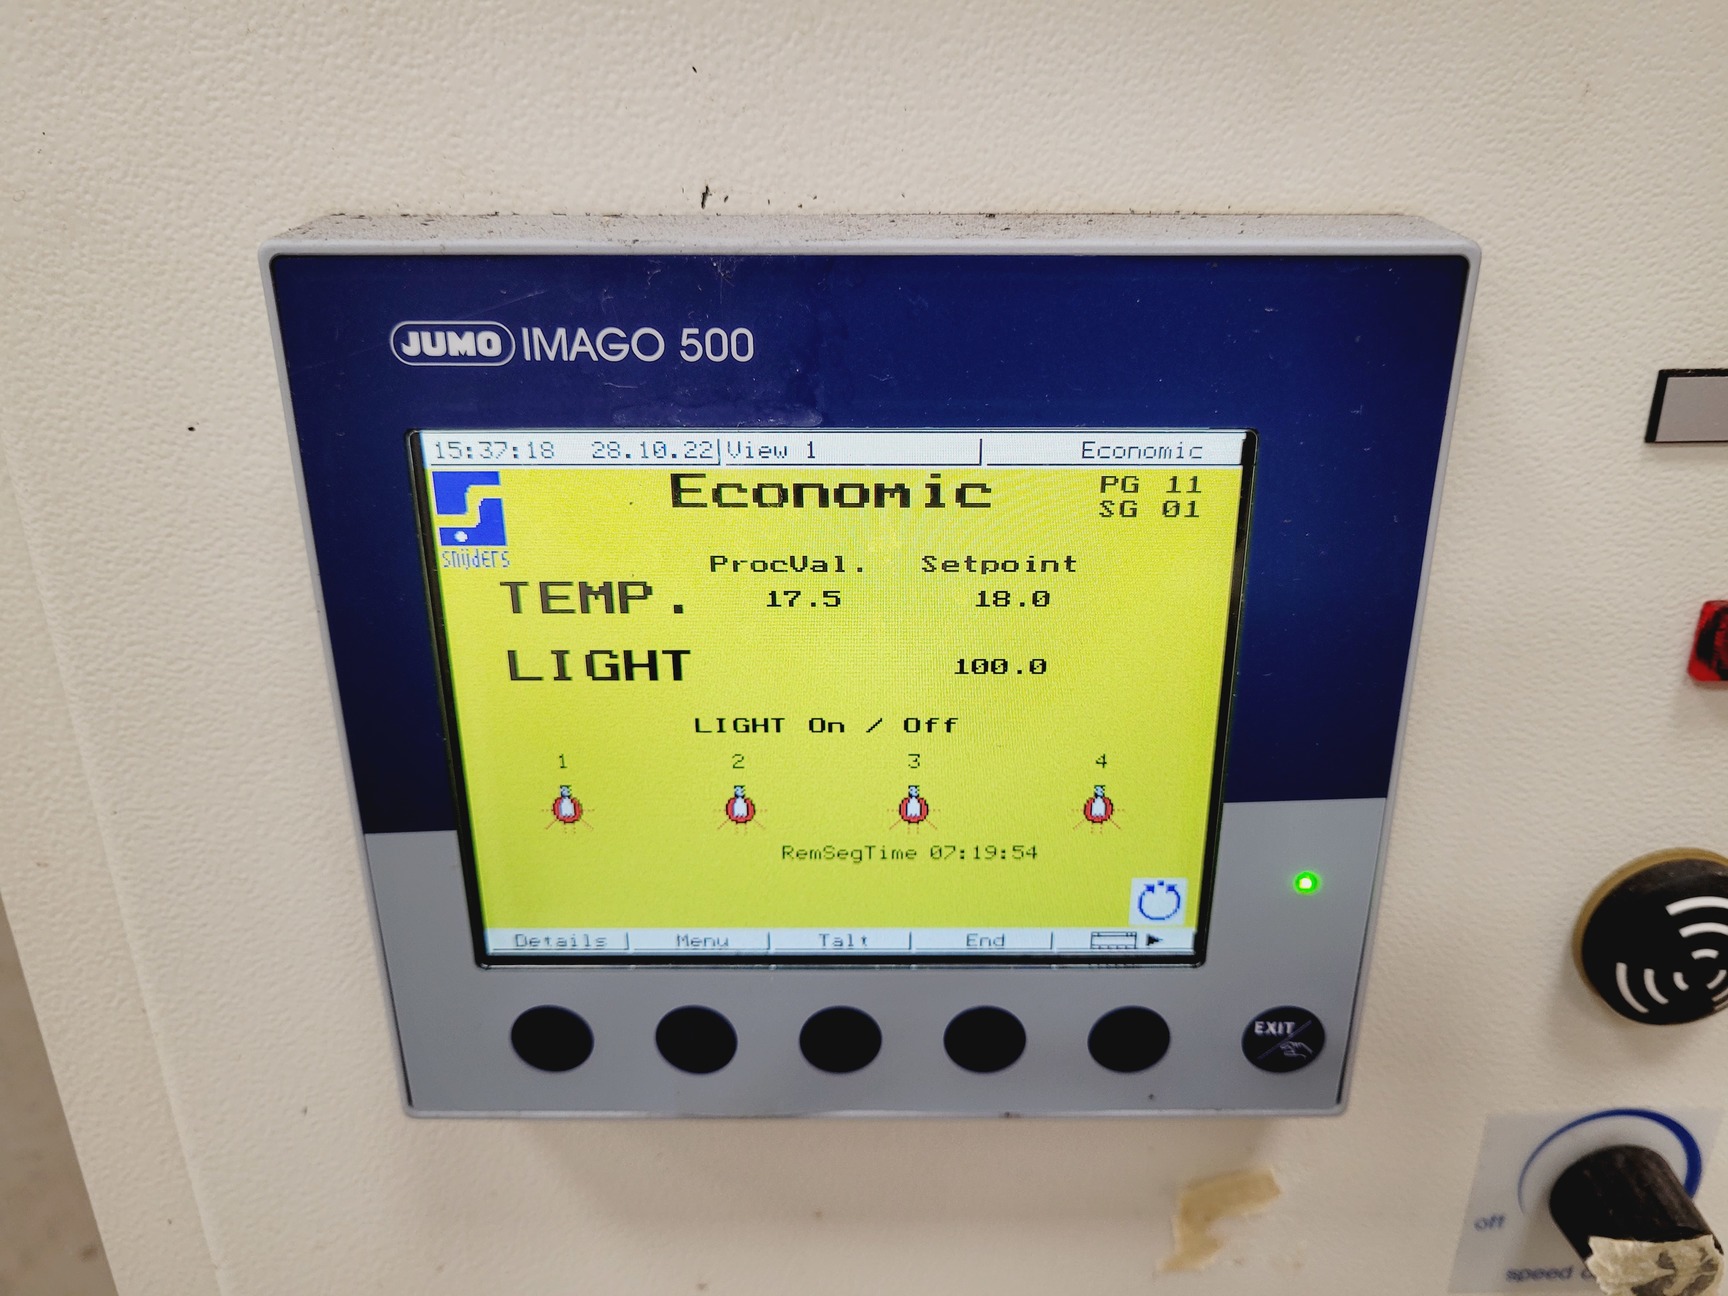 JUMO IMAGO 500
15:37:18 28.10.22 View 1 Economic
Economic
PG 11
SG 01
snijders
ProcVal. Setpoint
TEMP. 17.5 18.0
LIGHT 100.0
LIGHT On / Off
1 2 3 4
RemSegTime 07:19:54
Details Menu Talt End
EXIT
off
speed